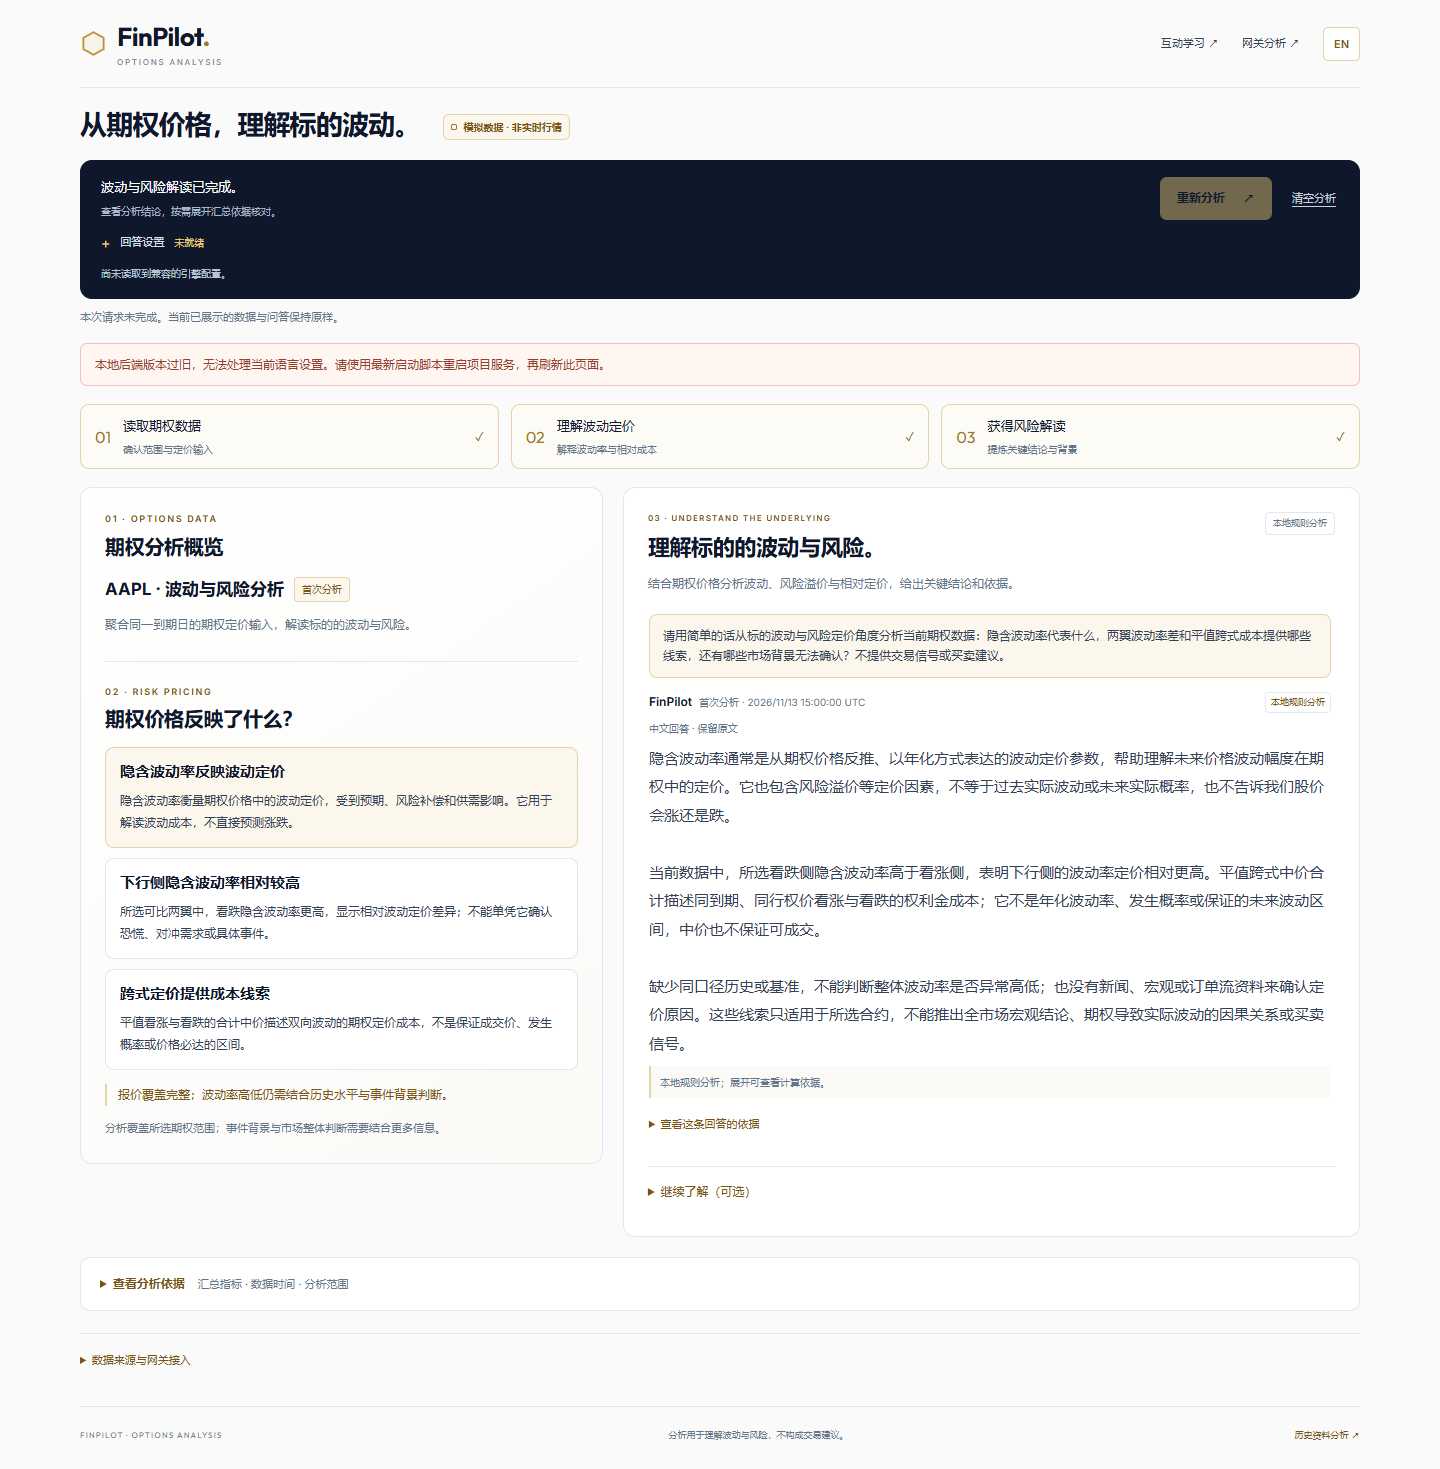 FinPilot.
OPTIONS ANALYSIS
互动学习 ↗
网关分析 ↗
EN
从期权价格，理解标的波动。
模拟数据 · 非实时行情
波动与风险解读已完成。
查看分析结论，按需展开汇总依据核对。
+ 回答设置 未就绪
尚未读取到兼容的引擎配置。
重新分析 ↗
清空分析
本次请求未完成。当前已展示的数据与问答保持原样。
本地后端版本过旧，无法处理当前语言设置。请使用最新启动脚本重启项目服务，再刷新此页面。
01 读取期权数据 ✓
确认范围与定价输入
02 理解波动定价 ✓
解释波动率与相对成本
03 获得风险解读 ✓
提炼关键结论与背景
01 · OPTIONS DATA
期权分析概览
AAPL · 波动与风险分析 首次分析
聚合同一到期日的期权定价输入，解读标的的波动与风险。
02 · RISK PRICING
期权价格反映了什么？
隐含波动率反映波动定价
隐含波动率衡量期权价格中的波动定价，受到预期、风险补偿和供需影响。它用于
解读波动成本，不直接预测涨跌。
下行侧隐含波动率相对较高
所选可比两翼中，看跌隐含波动率更高，显示相对波动定价差异；不能单凭它确认
恐慌、对冲需求或具体事件。
跨式定价提供成本线索
平值看涨与看跌的合计中价描述双向波动的期权定价成本，不是保证成交价、发生
概率或价格必达的区间。
报价覆盖完整；波动率高低仍需结合历史水平与事件背景判断。
分析覆盖所选期权范围；事件背景与市场整体判断需要结合更多信息。
03 · UNDERSTAND THE UNDERLYING
本地规则分析
理解标的的波动与风险。
结合期权价格分析波动、风险溢价与相对定价，给出关键结论和依据。
请用简单的话从标的波动与风险定价角度分析当前期权数据：隐含波动率代表什么，两翼波动率差和平值跨式成本提供哪些
线索，还有哪些市场背景无法确认？不提供交易信号或买卖建议。
FinPilot 首次分析 · 2026/11/13 15:00:00 UTC
本地规则分析
中文回答 · 保留原文
隐含波动率通常是从期权价格反推、以年化方式表达的波动定价参数，帮助理解未来价格波动幅度在期
权中的定价。它也包含风险溢价等定价因素，不等于过去实际波动或未来实际概率，也不告诉我们股价
会涨还是跌。
当前数据中，所选看跌侧隐含波动率高于看涨侧，表明下行侧的波动率定价相对更高。平值跨式中价合
计描述同到期、同行权价看涨与看跌的权利金成本；它不是年化波动率、发生概率或保证的未来波动区
间，中价也不保证可成交。
缺少同口径历史或基准，不能判断整体波动率是否异常高低；也没有新闻、宏观或订单流资料来确认定
价原因。这些线索只适用于所选合约，不能推出全市场宏观结论、期权导致实际波动的因果关系或买卖
信号。
本地规则分析；展开可查看计算依据。
▶ 查看这条回答的依据
▶ 继续了解（可选）
▶ 查看分析依据 汇总指标 · 数据时间 · 分析范围
▶ 数据来源与网关接入
FINPILOT · OPTIONS ANALYSIS
分析用于理解波动与风险，不构成交易建议。
历史资料分析 ↗